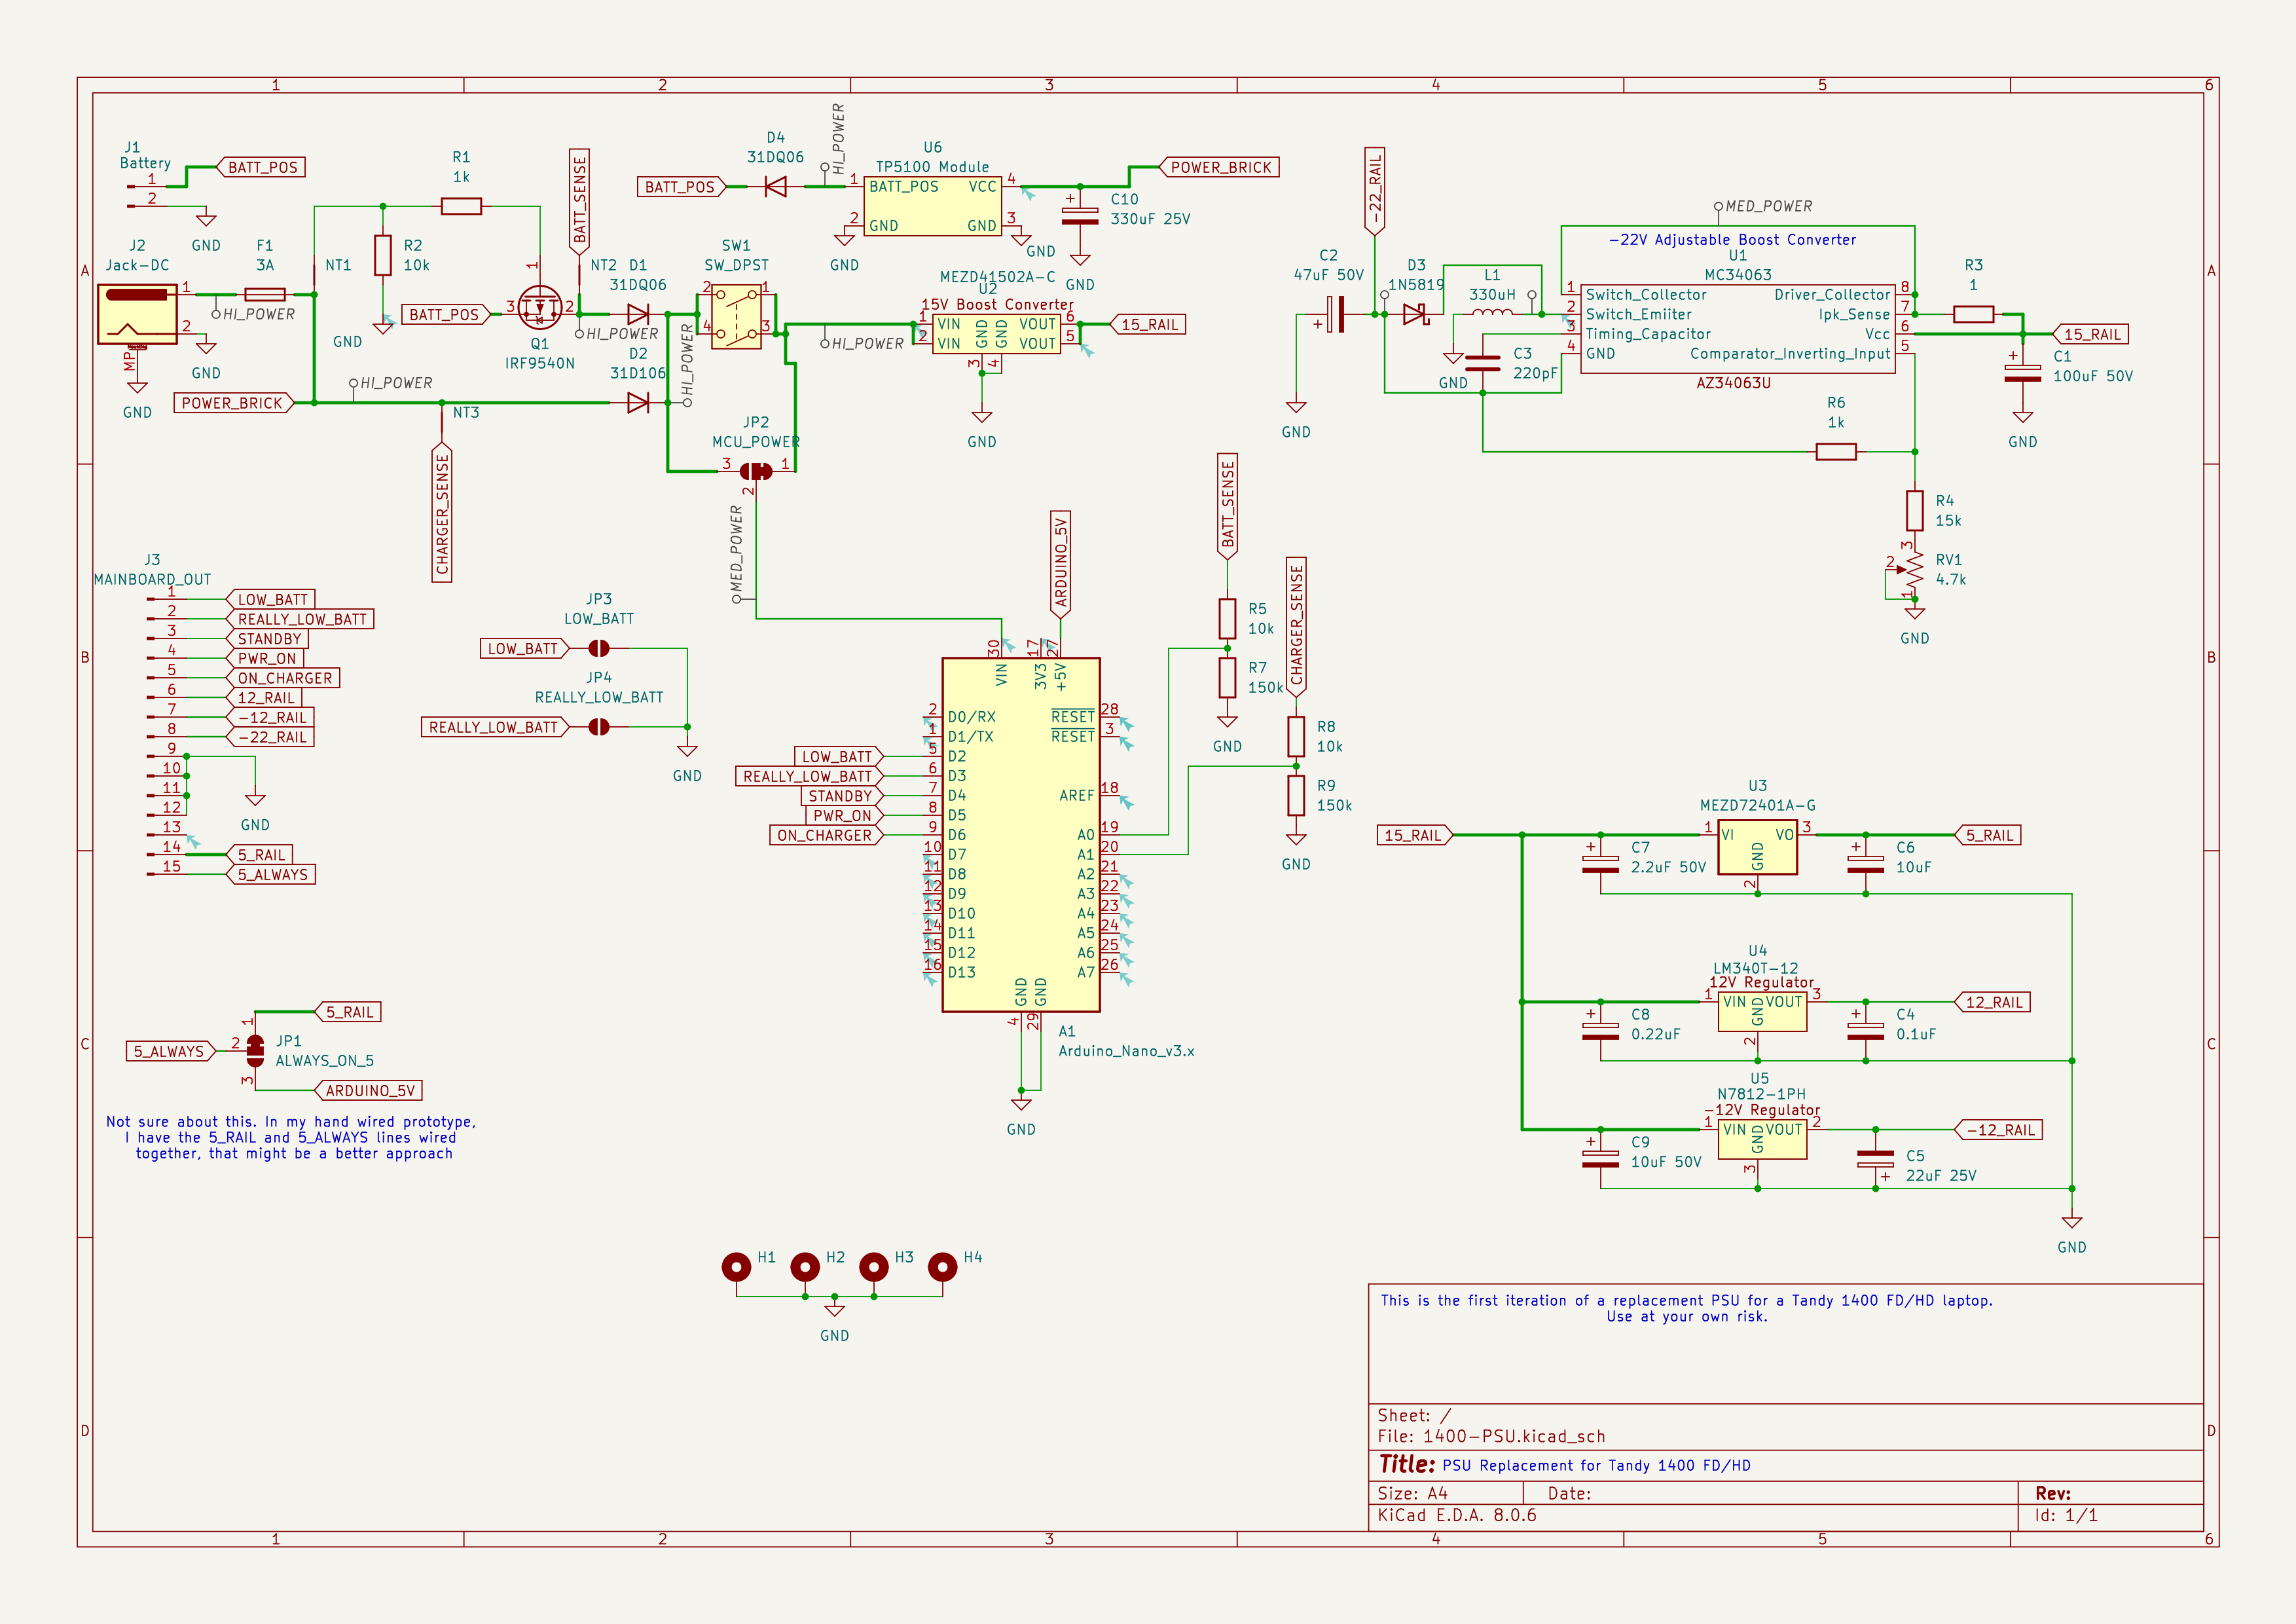 1 2 3 4 5 6
A
B
C
D
J1
Battery
1
2
BATT_POS
GND
J2
Jack-DC
1
2
MP
GND
GND
HI_POWER
F1
3A
NT1
R1
1k
R2
10k
GND
BATT_POS
1
3
2
Q1
IRF9540N
BATT_SENSE
NT2
HI_POWER
D1
31DQ06
D2
31D106
HI_POWER
POWER_BRICK
HI_POWER
NT3
CHARGER_SENSE
SW1
SW_DPST
2
1
4
3
HI_POWER
D4
31DQ06
BATT_POS
HI_POWER
U6
TP5100 Module
1
BATT_POS
VCC
4
2
GND
GND
3
GND
GND
C10
330uF 25V
GND
POWER_BRICK
MEZD41502A-C
U2
15V Boost Converter
1
VIN
2
VIN
GND
GND
VOUT
6
VOUT
5
3
4
GND
15_RAIL
JP2
MCU_POWER
3
1
2
MED_POWER
-22_RAIL
C2
47uF 50V
GND
D3
1N5819
L1
330uH
GND
C3
220pF
MED_POWER
-22V Adjustable Boost Converter
U1
MC34063
1
Switch_Collector
Driver_Collector
8
2
Switch_Emiiter
Ipk_Sense
7
3
Timing_Capacitor
Vcc
6
4
GND
Comparator_Inverting_Input
5
AZ34063U
R3
1
15_RAIL
C1
100uF 50V
GND
R6
1k
R4
15k
3
2
1
RV1
4.7k
GND
J3
MAINBOARD_OUT
1
LOW_BATT
2
REALLY_LOW_BATT
3
STANDBY
4
PWR_ON
5
ON_CHARGER
6
12_RAIL
7
-12_RAIL
8
-22_RAIL
9
10
11
12
GND
13
14
5_RAIL
15
5_ALWAYS
JP3
LOW_BATT
LOW_BATT
JP4
REALLY_LOW_BATT
REALLY_LOW_BATT
GND
ARDUINO_5V
30
17
27
VIN
3V3
+5V
2
D0/RX
1
D1/TX
LOW_BATT
5
D2
REALLY_LOW_BATT
6
D3
STANDBY
7
D4
PWR_ON
8
D5
ON_CHARGER
9
D6
10
D7
11
D8
12
D9
13
D10
14
D11
15
D12
16
D13
RESET
28
RESET
3
AREF
18
A0
19
A1
20
A2
21
A3
22
A4
23
A5
24
A6
25
A7
26
GND
GND
4
29
A1
Arduino_Nano_v3.x
GND
BATT_SENSE
R5
10k
R7
150k
GND
CHARGER_SENSE
R8
10k
R9
150k
GND
15_RAIL
C7
2.2uF 50V
U3
MEZD72401A-G
1
VI
VO
3
GND
2
C6
10uF
5_RAIL
C8
0.22uF
U4
LM340T-12
12V Regulator
1
VIN
VOUT
3
GND
2
C4
0.1uF
12_RAIL
C9
10uF 50V
U5
N7812-1PH
-12V Regulator
1
VIN
VOUT
2
GND
3
C5
22uF 25V
-12_RAIL
GND
5_RAIL
1
5_ALWAYS
2
JP1
ALWAYS_ON_5
3
ARDUINO_5V
Not sure about this. In my hand wired prototype,
I have the 5_RAIL and 5_ALWAYS lines wired
together, that might be a better approach
H1
H2
H3
H4
GND
This is the first iteration of a replacement PSU for a Tandy 1400 FD/HD laptop.
Use at your own risk.
Sheet: /
File: 1400-PSU.kicad_sch
Title: PSU Replacement for Tandy 1400 FD/HD
Size: A4
Date:
Rev:
KiCad E.D.A. 8.0.6
Id: 1/1
A
B
C
D
1 2 3 4 5 6